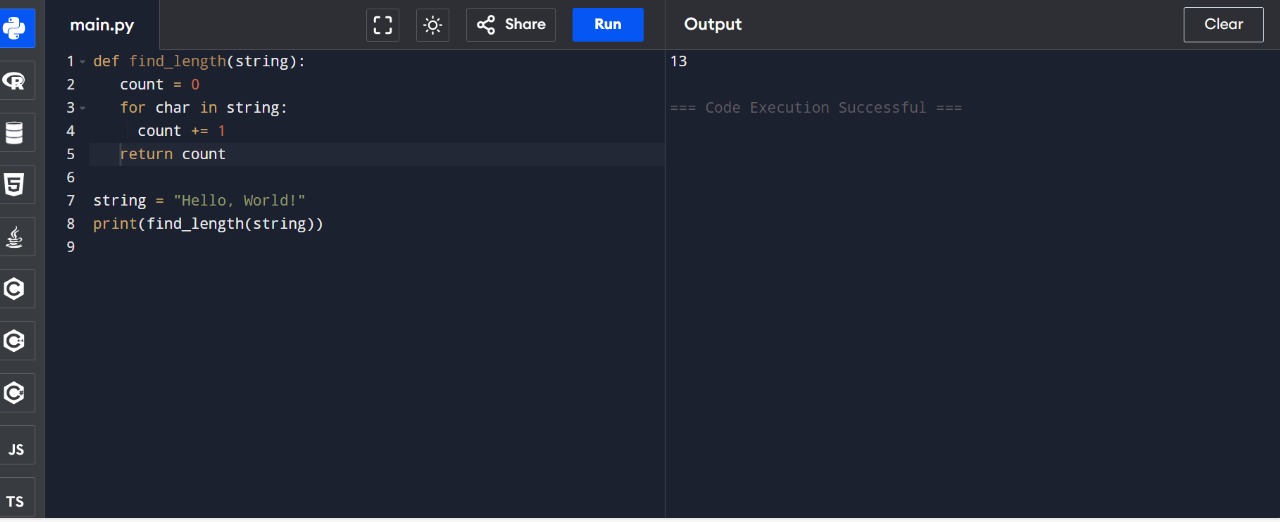 main.py
Share
Run
Output
Clear
1 def find_length(string):
2    count = 0
3    for char in string:
4      count += 1
5    return count
6
7 string = "Hello, World!"
8 print(find_length(string))
9
13
=== Code Execution Successful ===
R
5
C
C
C
JS
TS